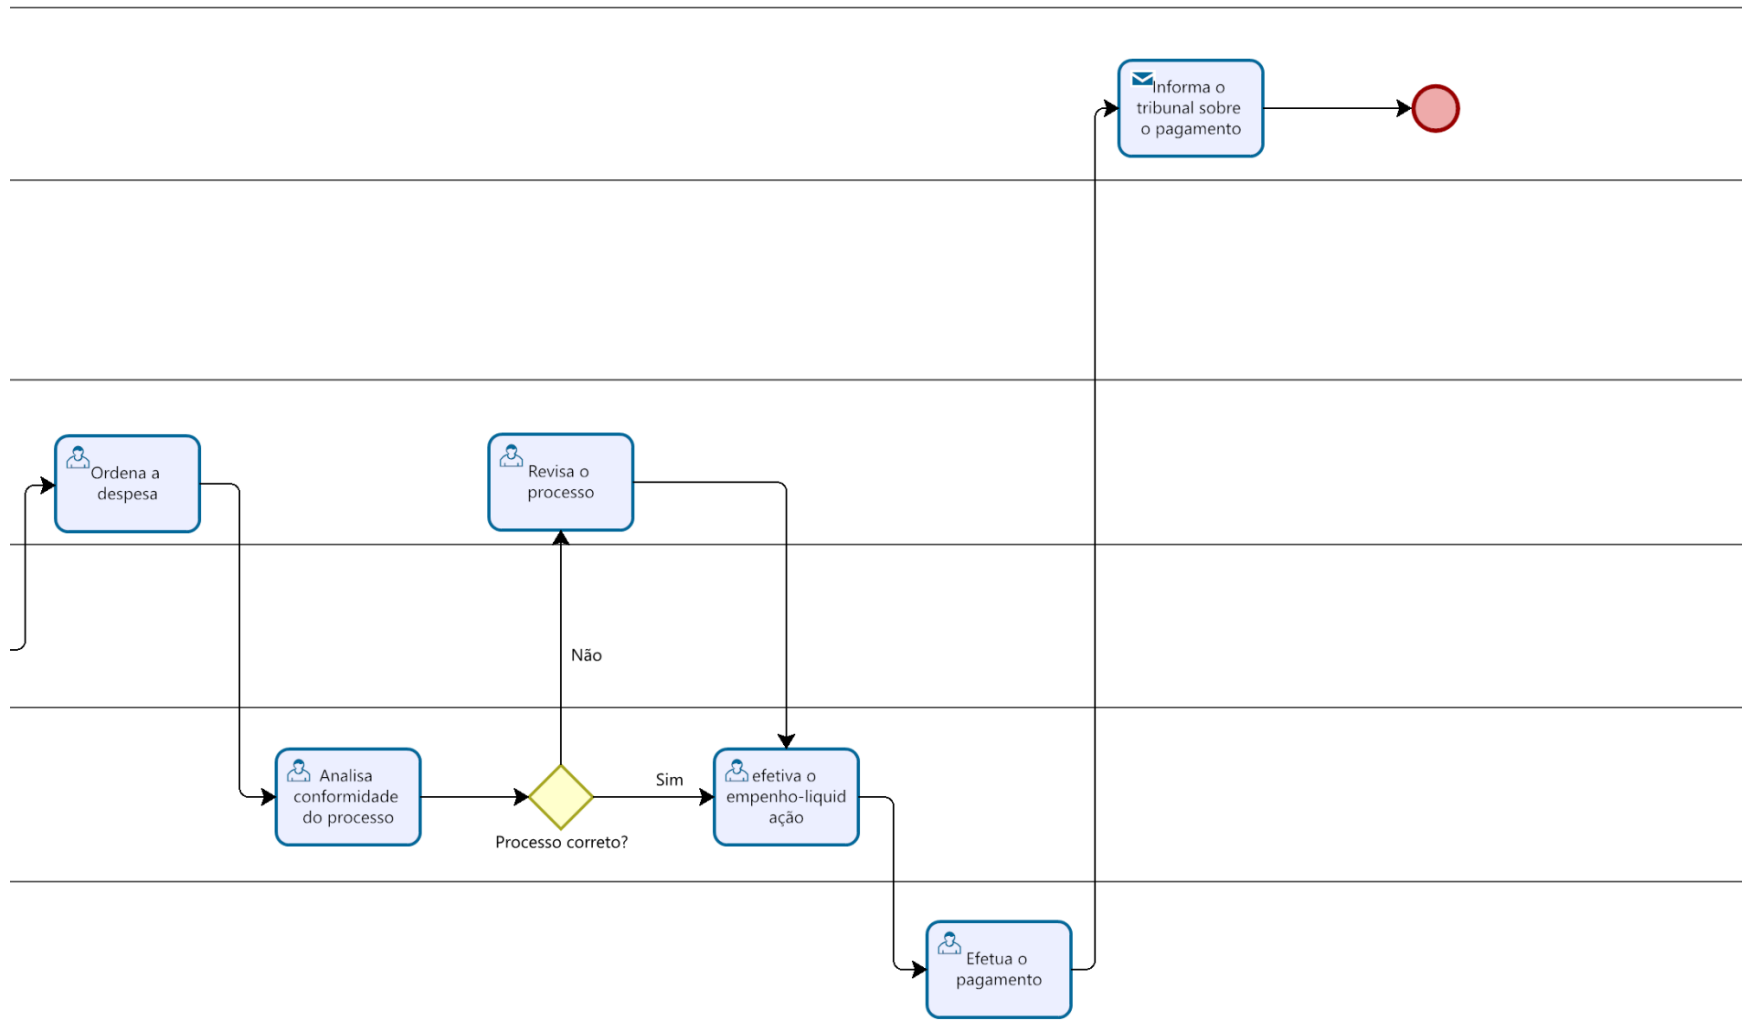 Informa o
tribunal sobre
o pagamento
Ordena a
despesa
Revisa o
processo
Não
Analisa
conformidade
do processo
Processo correto?
Sim
efetiva o
empenho-liquid
ação
Efetua o
pagamento